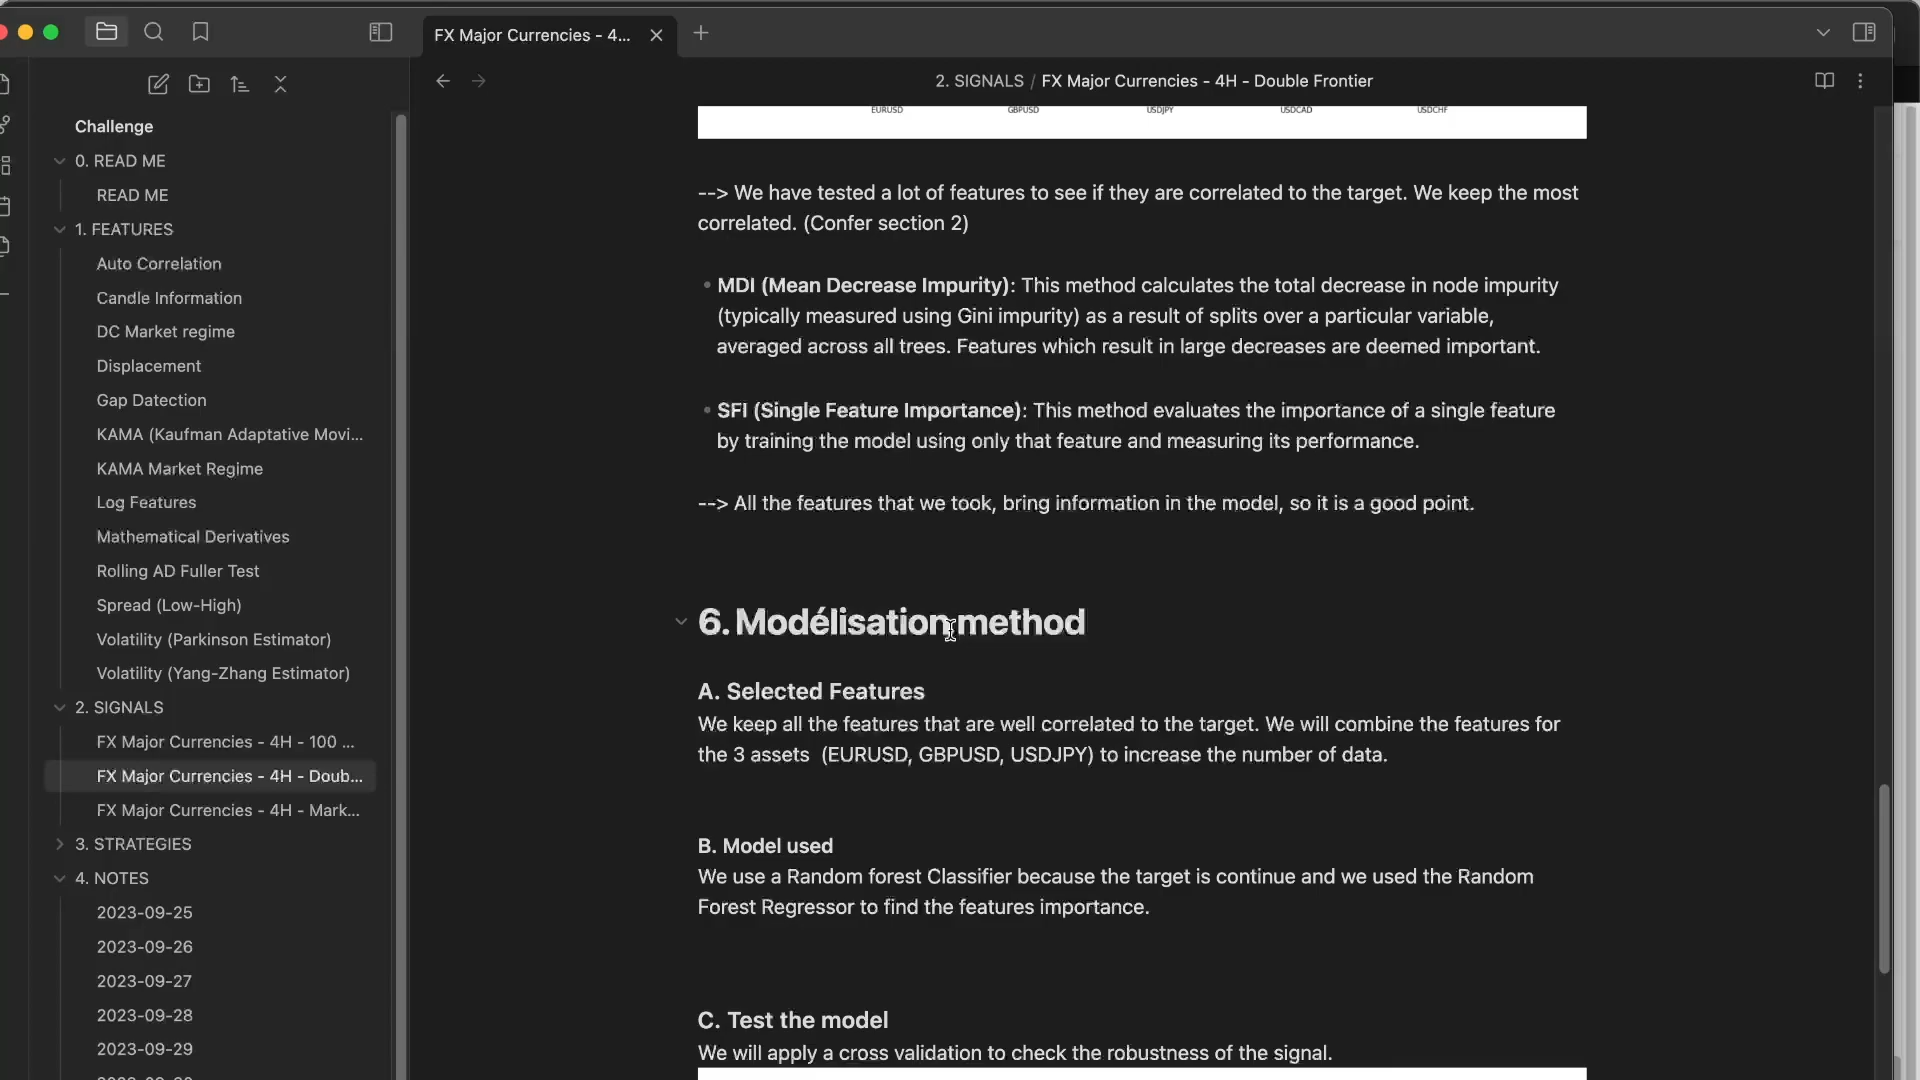 FX Major Currencies - 4...
2. SIGNALS / FX Major Currencies - 4H - Double Frontier
Challenge
0. READ ME
READ ME
1. FEATURES
Auto Correlation
Candle Information
DC Market regime
Displacement
Gap Datection
KAMA (Kaufman Adaptative Movi...
KAMA Market Regime
Log Features
Mathematical Derivatives
Rolling AD Fuller Test
Spread (Low-High)
Volatility (Parkinson Estimator)
Volatility (Yang-Zhang Estimator)
2. SIGNALS
FX Major Currencies - 4H - 100 ...
FX Major Currencies - 4H - Doub...
FX Major Currencies - 4H - Mark...
3. STRATEGIES
4. NOTES
2023-09-25
2023-09-26
2023-09-27
2023-09-28
2023-09-29
EURUSD GBPUSD USDJPY USDCAD USDCHF
--> We have tested a lot of features to see if they are correlated to the target. We keep the most
correlated. (Confer section 2)
• MDI (Mean Decrease Impurity): This method calculates the total decrease in node impurity
(typically measured using Gini impurity) as a result of splits over a particular variable,
averaged across all trees. Features which result in large decreases are deemed important.
• SFI (Single Feature Importance): This method evaluates the importance of a single feature
by training the model using only that feature and measuring its performance.
--> All the features that we took, bring information in the model, so it is a good point.
6. Modélisation method
A. Selected Features
We keep all the features that are well correlated to the target. We will combine the features for
the 3 assets (EURUSD, GBPUSD, USDJPY) to increase the number of data.
B. Model used
We use a Random forest Classifier because the target is continue and we used the Random
Forest Regressor to find the features importance.
C. Test the model
We will apply a cross validation to check the robustness of the signal.